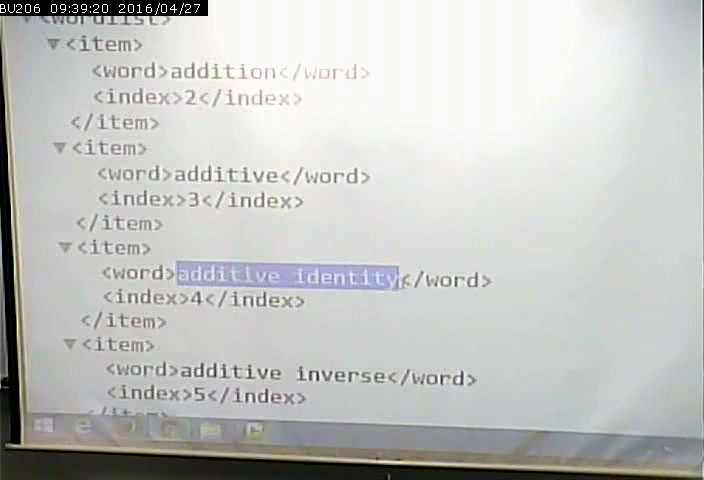 BU206 09:39:20 2016/04/27
<wordlist>
▼<item>
<word>addition</word>
<index>2</index>
</item>
▼<item>
<word>additive</word>
<index>3</index>
</item>
▼<item>
<word>additive identity</word>
<index>4</index>
</item>
▼<item>
<word>additive inverse</word>
<index>5</index>
</item>